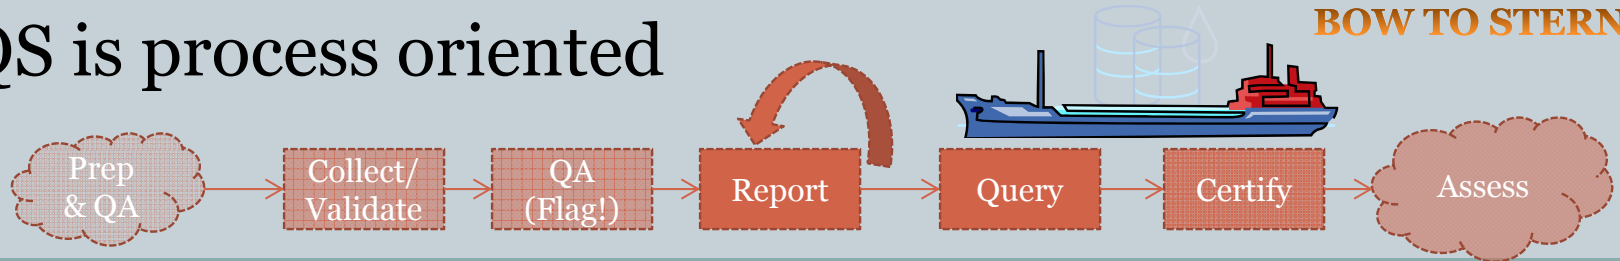 QS is process oriented
BOW TO STERN
Prep
& QA
Collect/
Validate
QA
(Flag!)
Report
Query
Certify
Assess